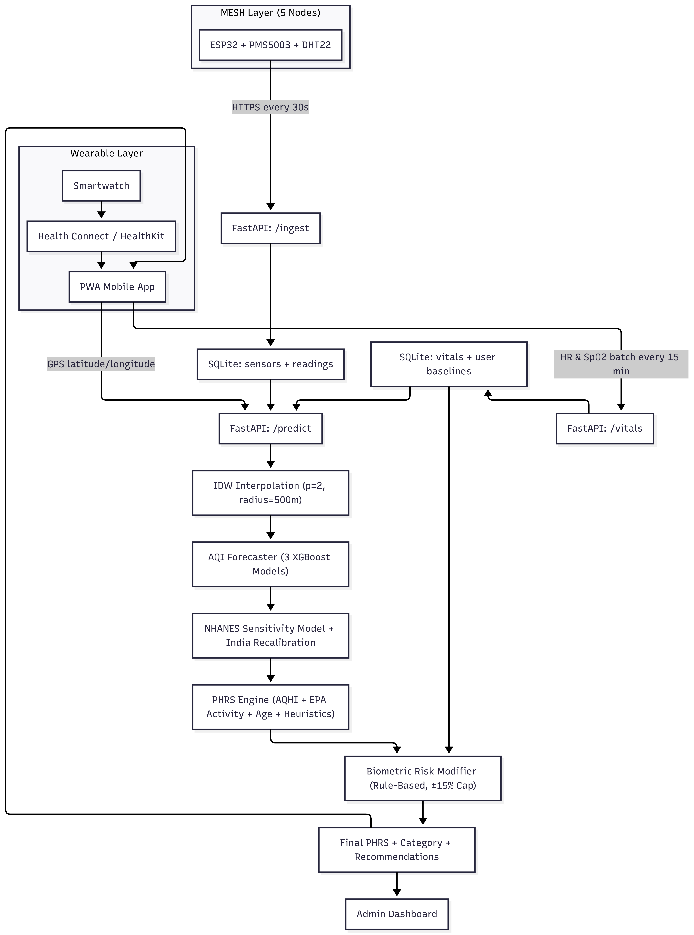 MESH Layer (5 Nodes)
ESP32 + PMS5003 + DHT22
HTTPS every 30s
Wearable Layer
Smartwatch
Health Connect / HealthKit
FastAPI: /ingest
PWA Mobile App
GPS latitude/longitude
SQLite: sensors + readings
SQLite: vitals + user
baselines
HR & SpO2 batch every 15
min
FastAPI: /predict
FastAPI: /vitals
IDW Interpolation (p=2,
radius=500m)
AQI Forecaster (3 XGBoost
Models)
NHANES Sensitivity Model +
India Recalibration
PHRS Engine (AQHI + EPA
Activity + Age + Heuristics)
Biometric Risk Modifier
(Rule-Based, ±15% Cap)
Final PHRS + Category +
Recommendations
Admin Dashboard